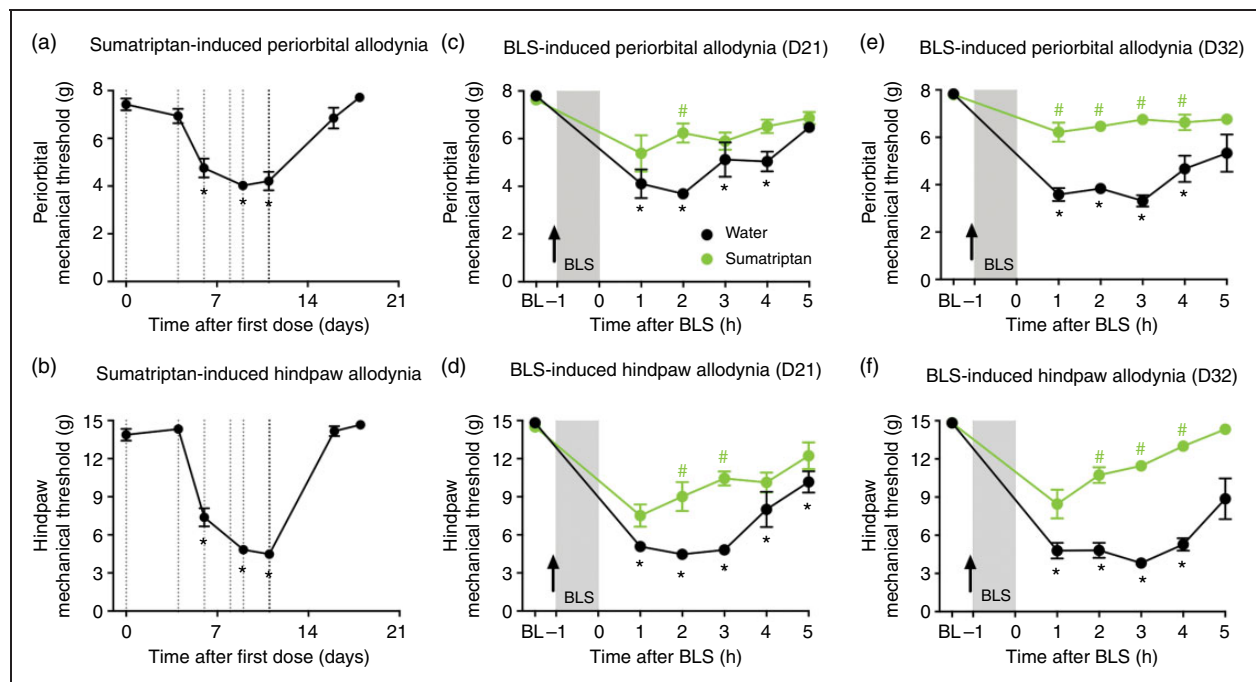 (a) Sumatriptan-induced periorbital allodynia
Periorbital
mechanical threshold (g)
8
6
4
2
0
* * *
0 7 14 21
Time after first dose (days)
(c) BLS-induced periorbital allodynia (D21)
Periorbital
mechanical threshold (g)
8
6
4
2
0
#
* * * *
Water
Sumatriptan
BLS
BL –1 0 1 2 3 4 5
Time after BLS (h)
(e) BLS-induced periorbital allodynia (D32)
Periorbital
mechanical threshold (g)
8
6
4
2
0
# # # #
* * * *
BLS
BL –1 0 1 2 3 4 5
Time after BLS (h)
(b) Sumatriptan-induced hindpaw allodynia
Hindpaw
mechanical threshold (g)
15
12
9
6
3
0
* * *
0 7 14 21
Time after first dose (days)
(d) BLS-induced hindpaw allodynia (D21)
Hindpaw
mechanical threshold (g)
15
12
9
6
3
0
# #
* * * * *
BLS
BL –1 0 1 2 3 4 5
Time after BLS (h)
(f) BLS-induced hindpaw allodynia (D32)
Hindpaw
mechanical threshold (g)
15
12
9
6
3
0
# # #
* * * *
BLS
BL –1 0 1 2 3 4 5
Time after BLS (h)